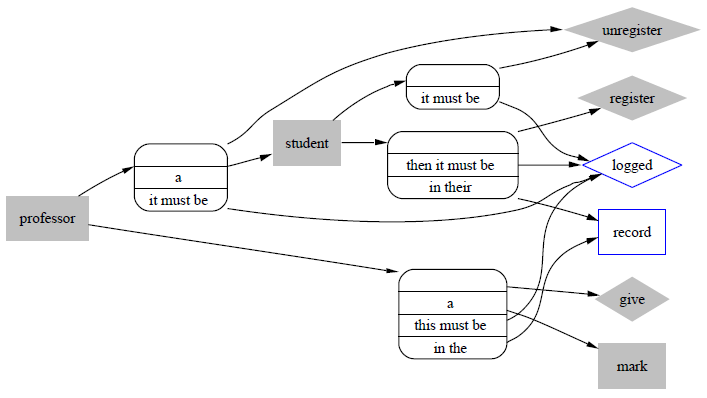 unregister
it must be
register
student
then it must be
in their
logged
a
it must be
professor
record
a
this must be
in the
give
mark